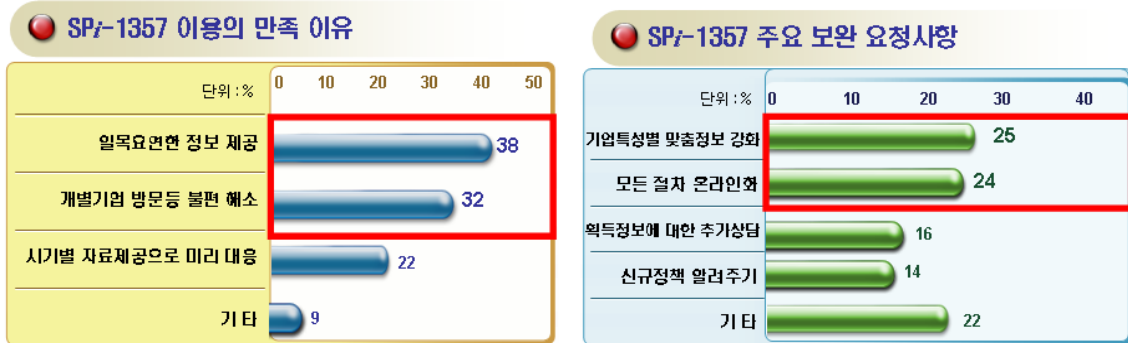 SPi-1357 이용의 만족 이유
단위 : %
0 10 20 30 40 50
일목요연한 정보 제공 38
개별기업 방문등 불편 해소 32
시기별 자료제공으로 미리 대응 22
기 타 9
SPi-1357 주요 보완 요청사항
단위 : %
0 10 20 30 40
기업특성별 맞춤정보 강화 25
모든 절차 온라인화 24
획득정보에 대한 추가상담 16
신규정책 알려주기 14
기 타 22